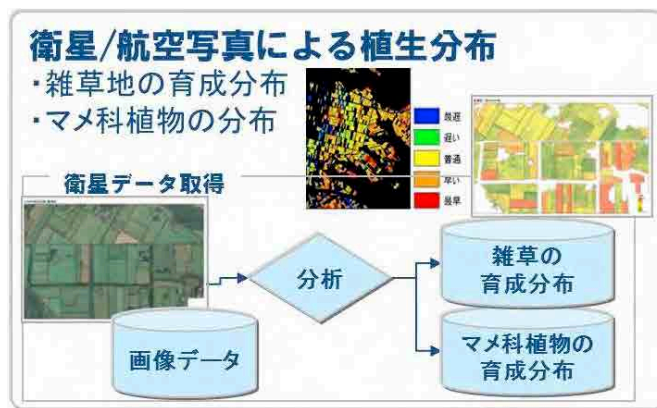 衛星/航空写真による植生分布
・雑草地の育成分布
・マメ科植物の分布
最遅
遅い
普通
早い
最早
衛星データ取得
分析
画像データ
雑草の
育成分布
マメ科植物の
育成分布